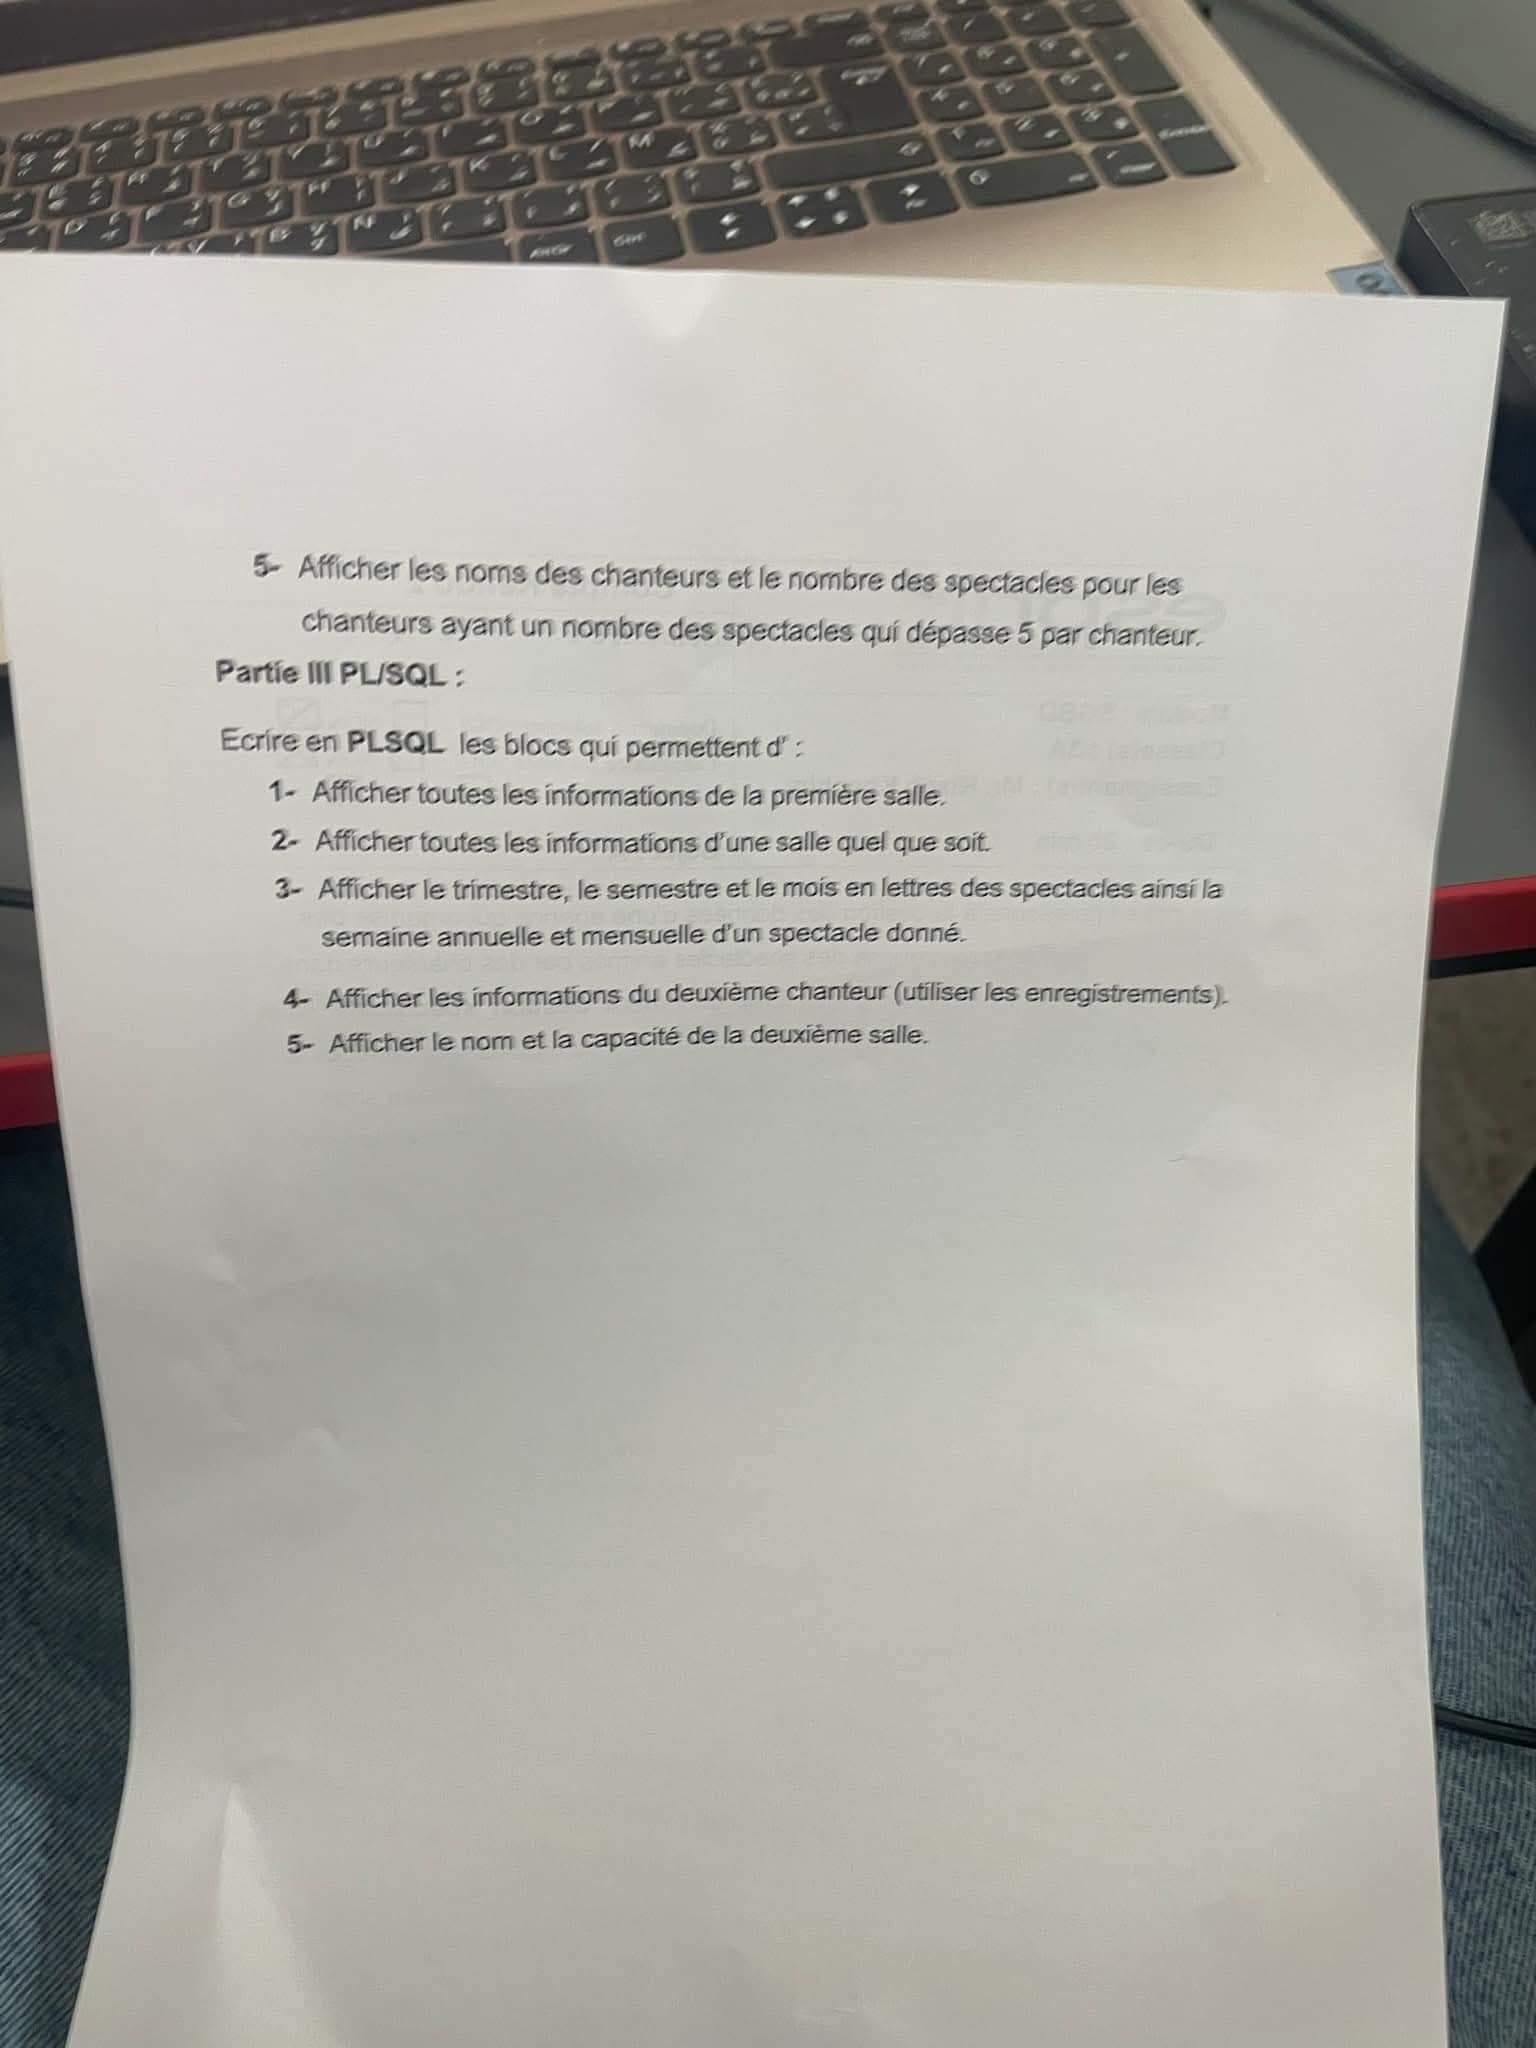 5- Afficher les noms des chanteurs et le nombre des spectacles pour les
chanteurs ayant un nombre des spectacles qui dépasse 5 par chanteur.
Partie III PL/SQL :
Ecrire en PLSQL les blocs qui permettent d' :
1- Afficher toutes les informations de la première salle.
2- Afficher toutes les informations d'une salle quel que soit.
3- Afficher le trimestre, le semestre et le mois en lettres des spectacles ainsi la
semaine annuelle et mensuelle d'un spectacle donné.
4- Afficher les informations du deuxième chanteur (utiliser les enregistrements).
5- Afficher le nom et la capacité de la deuxième salle.